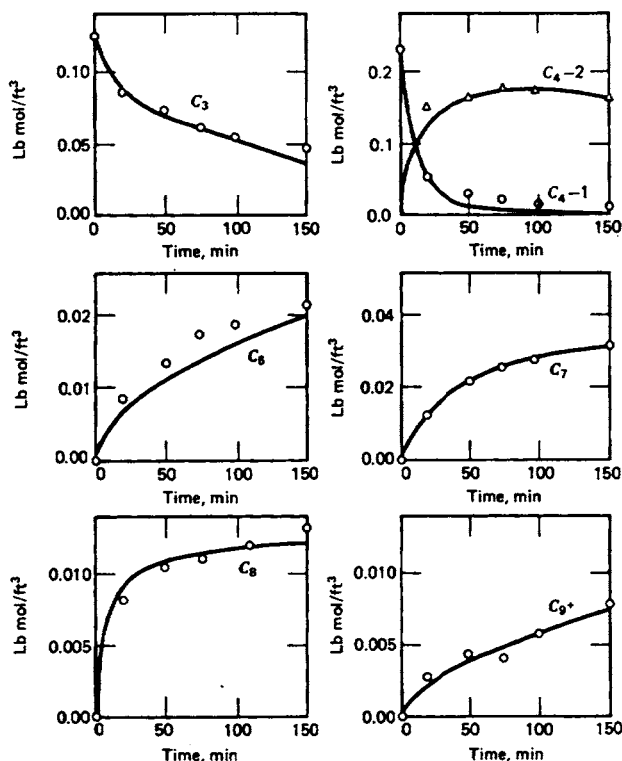 Lb mol/ft³
0.10
0.05
0.00
C₃
0 50 100 150
Time, min
Lb mol/ft³
0.2
0.1
0.0
C₄−2
C₄−1
0 50 100 150
Time, min
Lb mol/ft³
0.02
0.01
0.00
C₆
0 50 100 150
Time, min
Lb mol/ft³
0.04
0.02
0.00
C₇
0 50 100 150
Time, min
Lb mol/ft³
0.010
0.005
0.000
C₈
0 50 100 150
Time, min
Lb mol/ft³
0.010
0.005
0.000
C₉+
0 50 100 150
Time, min